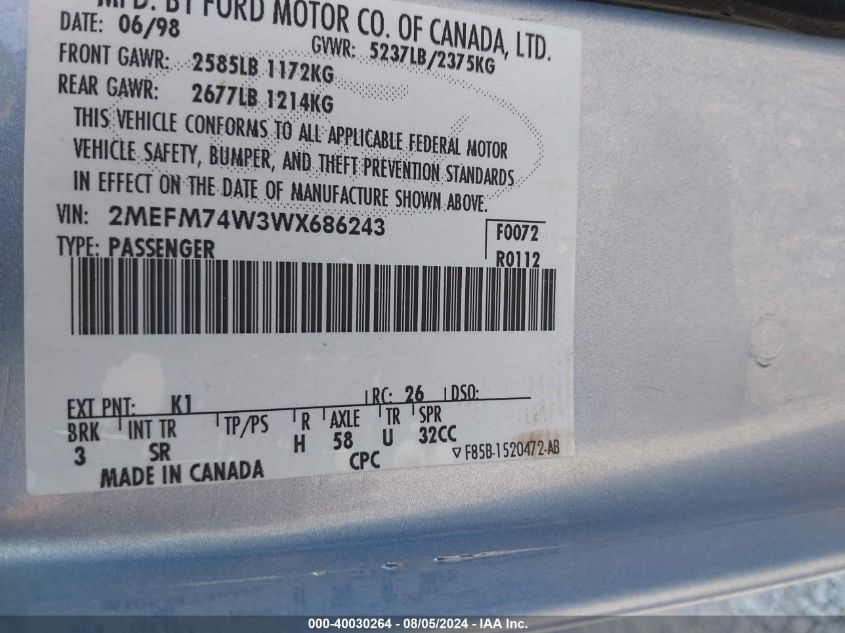 MFD. BY FORD MOTOR CO. OF CANADA, LTD.
DATE: 06/98 GVWR: 5237LB/2375KG
FRONT GAWR: 2585LB 1172KG
REAR GAWR: 2677LB 1214KG
THIS VEHICLE CONFORMS TO ALL APPLICABLE FEDERAL MOTOR
VEHICLE SAFETY, BUMPER, AND THEFT PREVENTION STANDARDS
IN EFFECT ON THE DATE OF MANUFACTURE SHOWN ABOVE.
VIN: 2MEFM74W3WX686243 F0072
TYPE: PASSENGER R0112
EXT PNT: K1 RC: 26 DSO:
BRK INT TR TP/PS R AXLE TR SPR
3 SR H 58 U 32CC
MADE IN CANADA CPC ▽F85B-1520472-AB
000-40030264 - 08/05/2024 - IAA Inc.